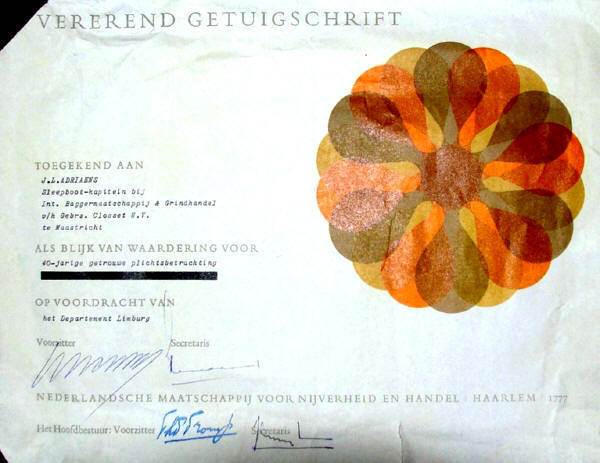 VEREREND GETUIGSCHRIFT
TOEGEKEND AAN
J.L.ADRIAENS
Sleepboot-kapitein bij
Int. Baggermaatschappij & Grindhandel
v/h Gebrs. Closset N.V.
te Maastricht
ALS BLIJK VAN WAARDERING VOOR
40-jarige getrouwe plichtsbetrachting
OP VOORDRACHT VAN
het Departement Limburg
Voorzitter Secretaris
NEDERLANDSCHE MAATSCHAPPIJ VOOR NIJVERHEID EN HANDEL · HAARLEM 1777
Het Hoofdbestuur: Voorzitter Secretaris